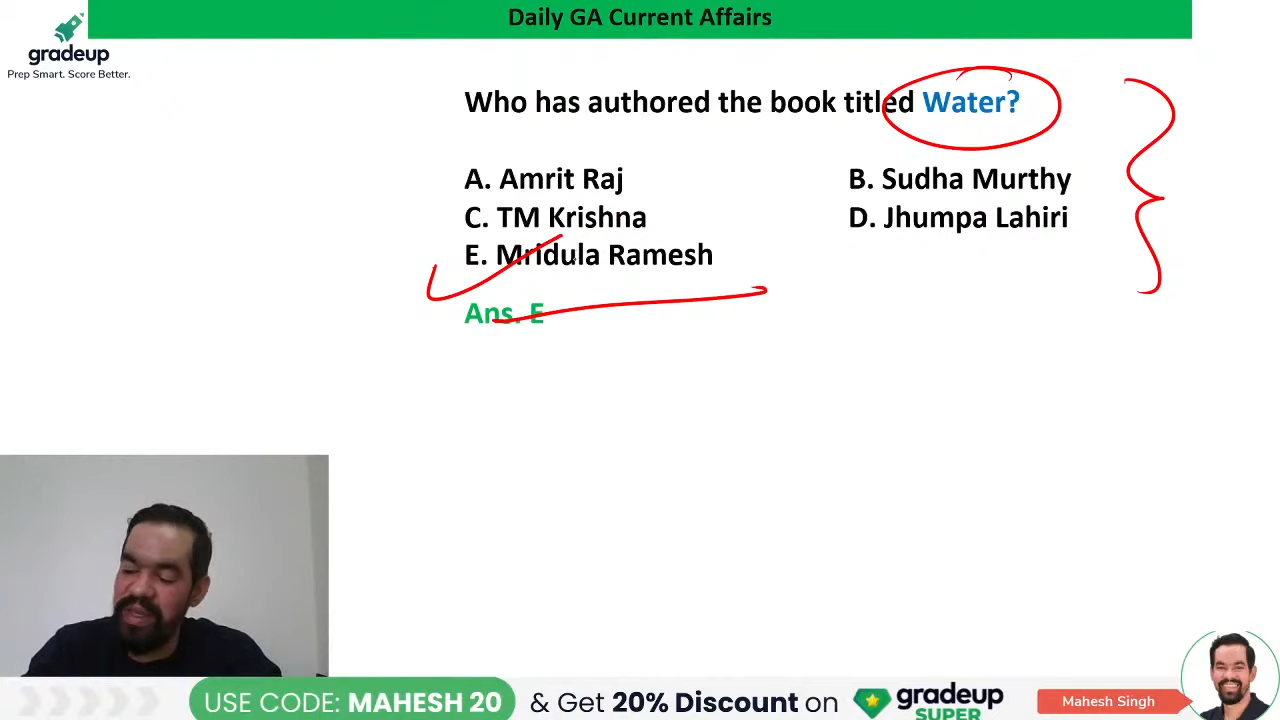 Daily GA Current Affairs
gradeup
Prep Smart. Score Better.
Who has authored the book titled Water?
A. Amrit Raj B. Sudha Murthy
C. TM Krishna D. Jhumpa Lahiri
E. Mridula Ramesh
Ans. E
USE CODE: MAHESH 20 & Get 20% Discount on gradeup SUPER
Mahesh Singh